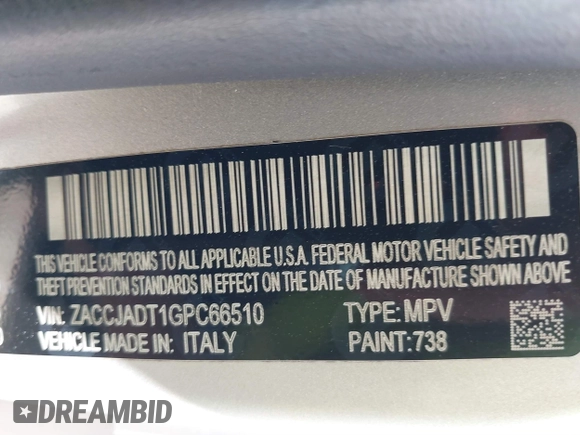 THIS VEHICLE CONFORMS TO ALL APPLICABLE U.S.A. FEDERAL MOTOR VEHICLE SAFETY AND
THEFT PREVENTION STANDARDS IN EFFECT ON THE DATE OF MANUFACTURE SHOWN ABOVE.
VIN: ZACCJADT1GPC66510 TYPE: MPV
VEHICLE MADE IN: ITALY PAINT: 738
DREAMBID